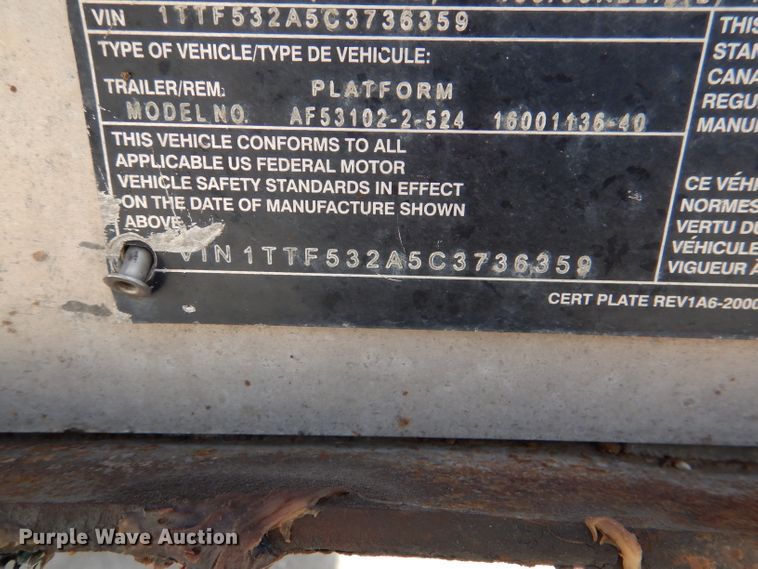 VIN 1TTF532A5C3736359
TYPE OF VEHICLE/TYPE DE VEHICULE:
TRAILER/REM: PLATFORM
MODEL NO. AF53102-2-524 16001136-40
THIS VEHICLE CONFORMS TO ALL
APPLICABLE US FEDERAL MOTOR
VEHICLE SAFETY STANDARDS IN EFFECT
ON THE DATE OF MANUFACTURE SHOWN
ABOVE
VIN 1TTF532A5C3736359
THIS
STAN
CANA
REGU
MANU
CE VÉHI
NORMES
VERTU DU
VÉHICULE
VIGUEUR À
CERT PLATE REV1A6-2000
Purple Wave Auction®